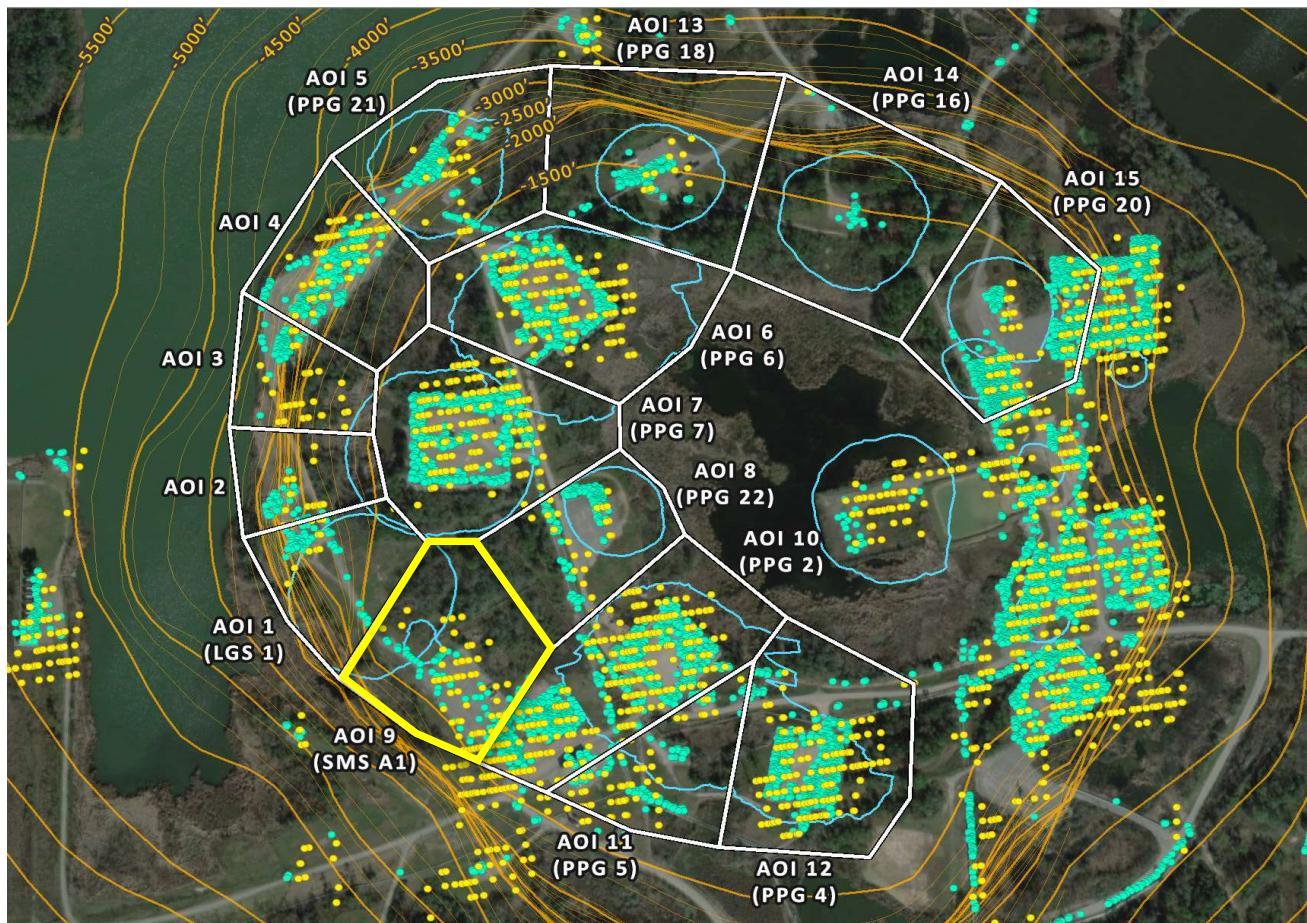 -5500'
-5000'
-4500'
-4000'
-3500'
-3000'
-2500'
-2000'
-1500'
AOI 13
(PPG 18)
AOI 14
(PPG 16)
AOI 5
(PPG 21)
AOI 15
(PPG 20)
AOI 4
AOI 3
AOI 6
(PPG 6)
AOI 7
(PPG 7)
AOI 2
AOI 8
(PPG 22)
AOI 10
(PPG 2)
AOI 1
(LGS 1)
AOI 9
(SMS A1)
AOI 11
(PPG 5)
AOI 12
(PPG 4)